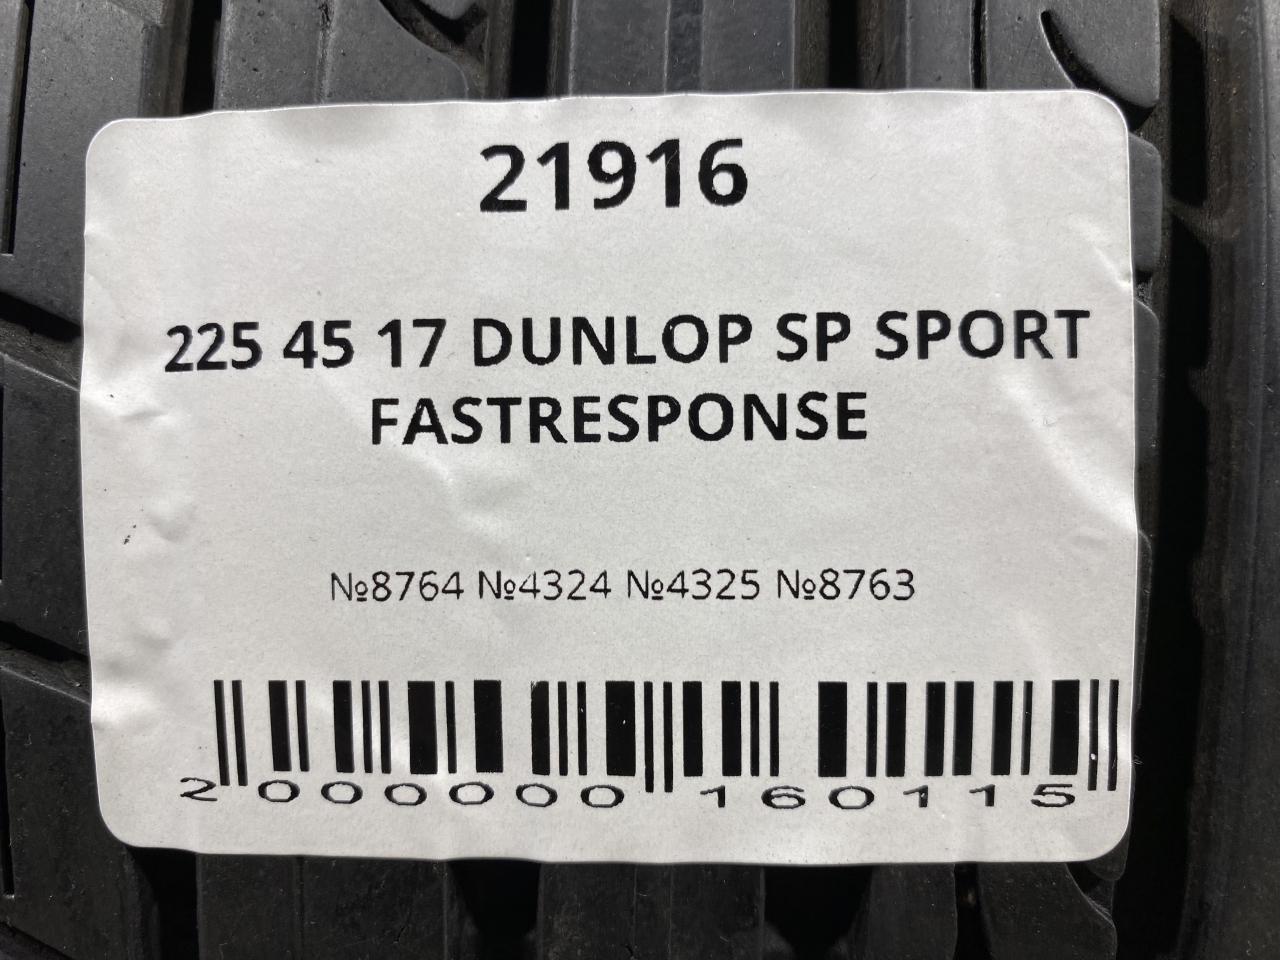 21916
225 45 17 DUNLOP SP SPORT
FASTRESPONSE
№8764 №4324 №4325 №8763
2 000000 160115